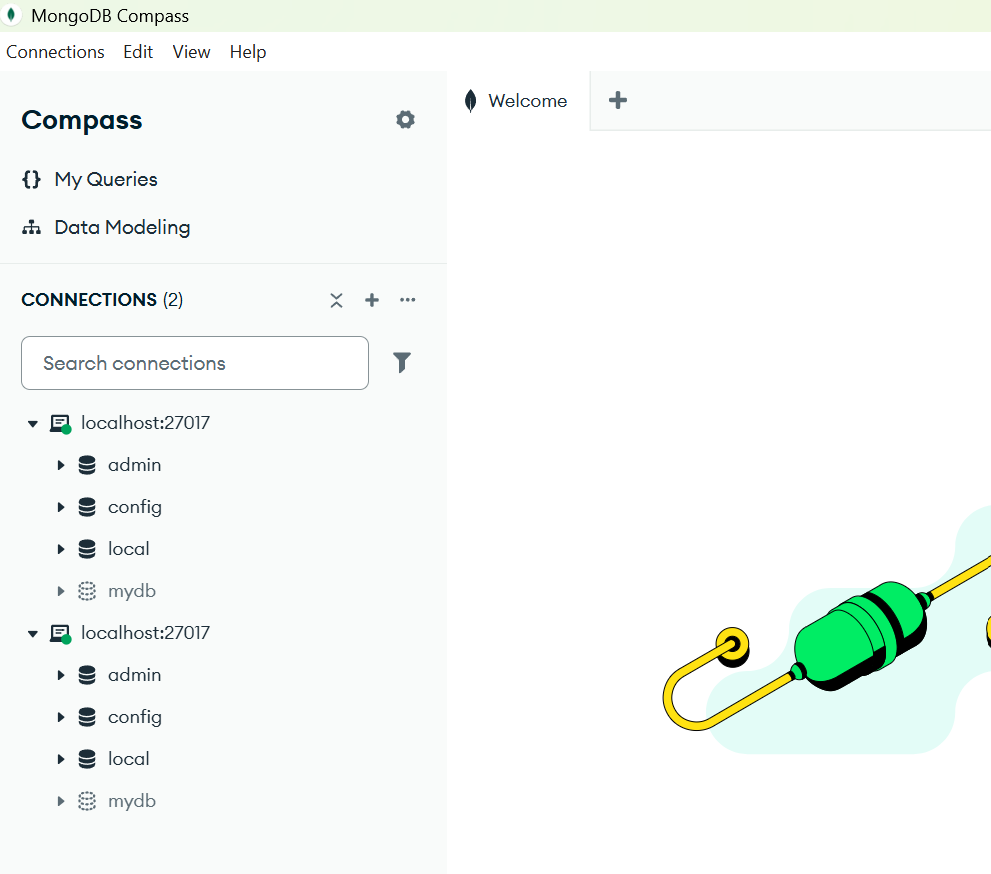 MongoDB Compass
Connections Edit View Help
Compass
Welcome
My Queries
Data Modeling
CONNECTIONS (2)
Search connections
localhost:27017
admin
config
local
mydb
localhost:27017
admin
config
local
mydb